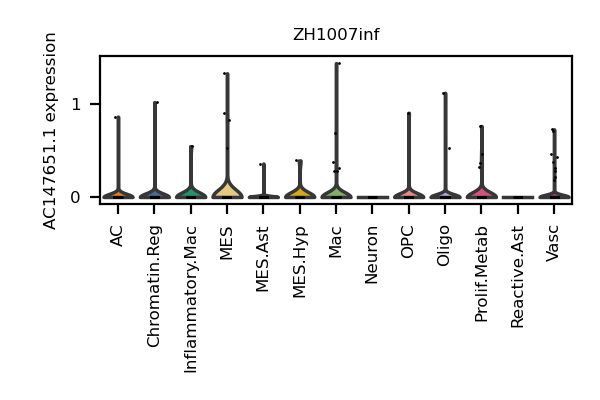 ZH1007inf
AC147651.1 expression
1
0
AC
Chromatin.Reg
Inflammatory.Mac
MES
MES.Ast
MES.Hyp
Mac
Neuron
OPC
Oligo
Prolif.Metab
Reactive.Ast
Vasc